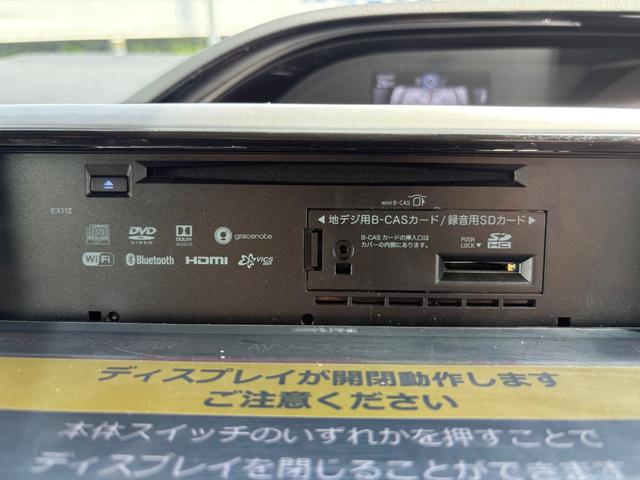 mini B-CAS
◀ 地デジ用B-CASカード / 録音用SDカード ▶
B-CAS カードの挿入口は
カバーの内側にあります。
PUSH
LOCK ▼
SD
HC
EX11Z
DVD
VIDEO
DOLBY
AUDIO
gracenote
Wi Fi
Bluetooth
HDMI
VICS
ALPINE
AV
ディスプレイが開閉動作します
ご注意ください
本体スイッチのいずれかを押すことで
ディスプレイを閉じることができます